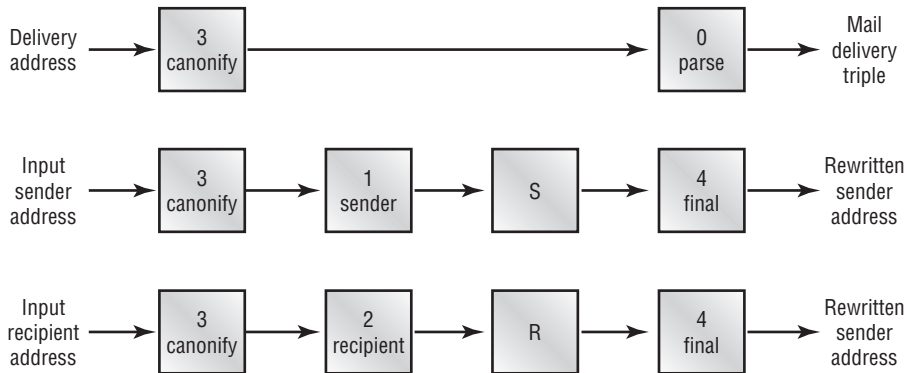 Delivery
address
3
canonify
0
parse
Mail
delivery
triple
Input
sender
address
3
canonify
1
sender
S
4
final
Rewritten
sender
address
Input
recipient
address
3
canonify
2
recipient
R
4
final
Rewritten
sender
address